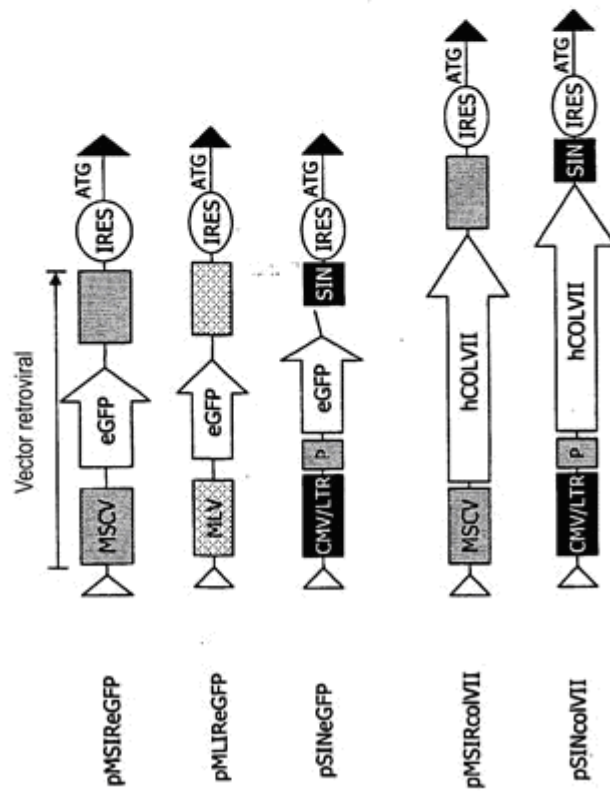 Vector retroviral
pMSIReGFP
MSCV
eGFP
IRES
ATG
pMLIReGFP
MLV
eGFP
IRES
ATG
pSINeGFP
CMV/LTR
P
eGFP
SIN
IRES
ATG
pMSIRcolVII
MSCV
hCOLVII
IRES
ATG
pSINcolVII
CMV/LTR
P
hCOLVII
SIN
IRES
ATG